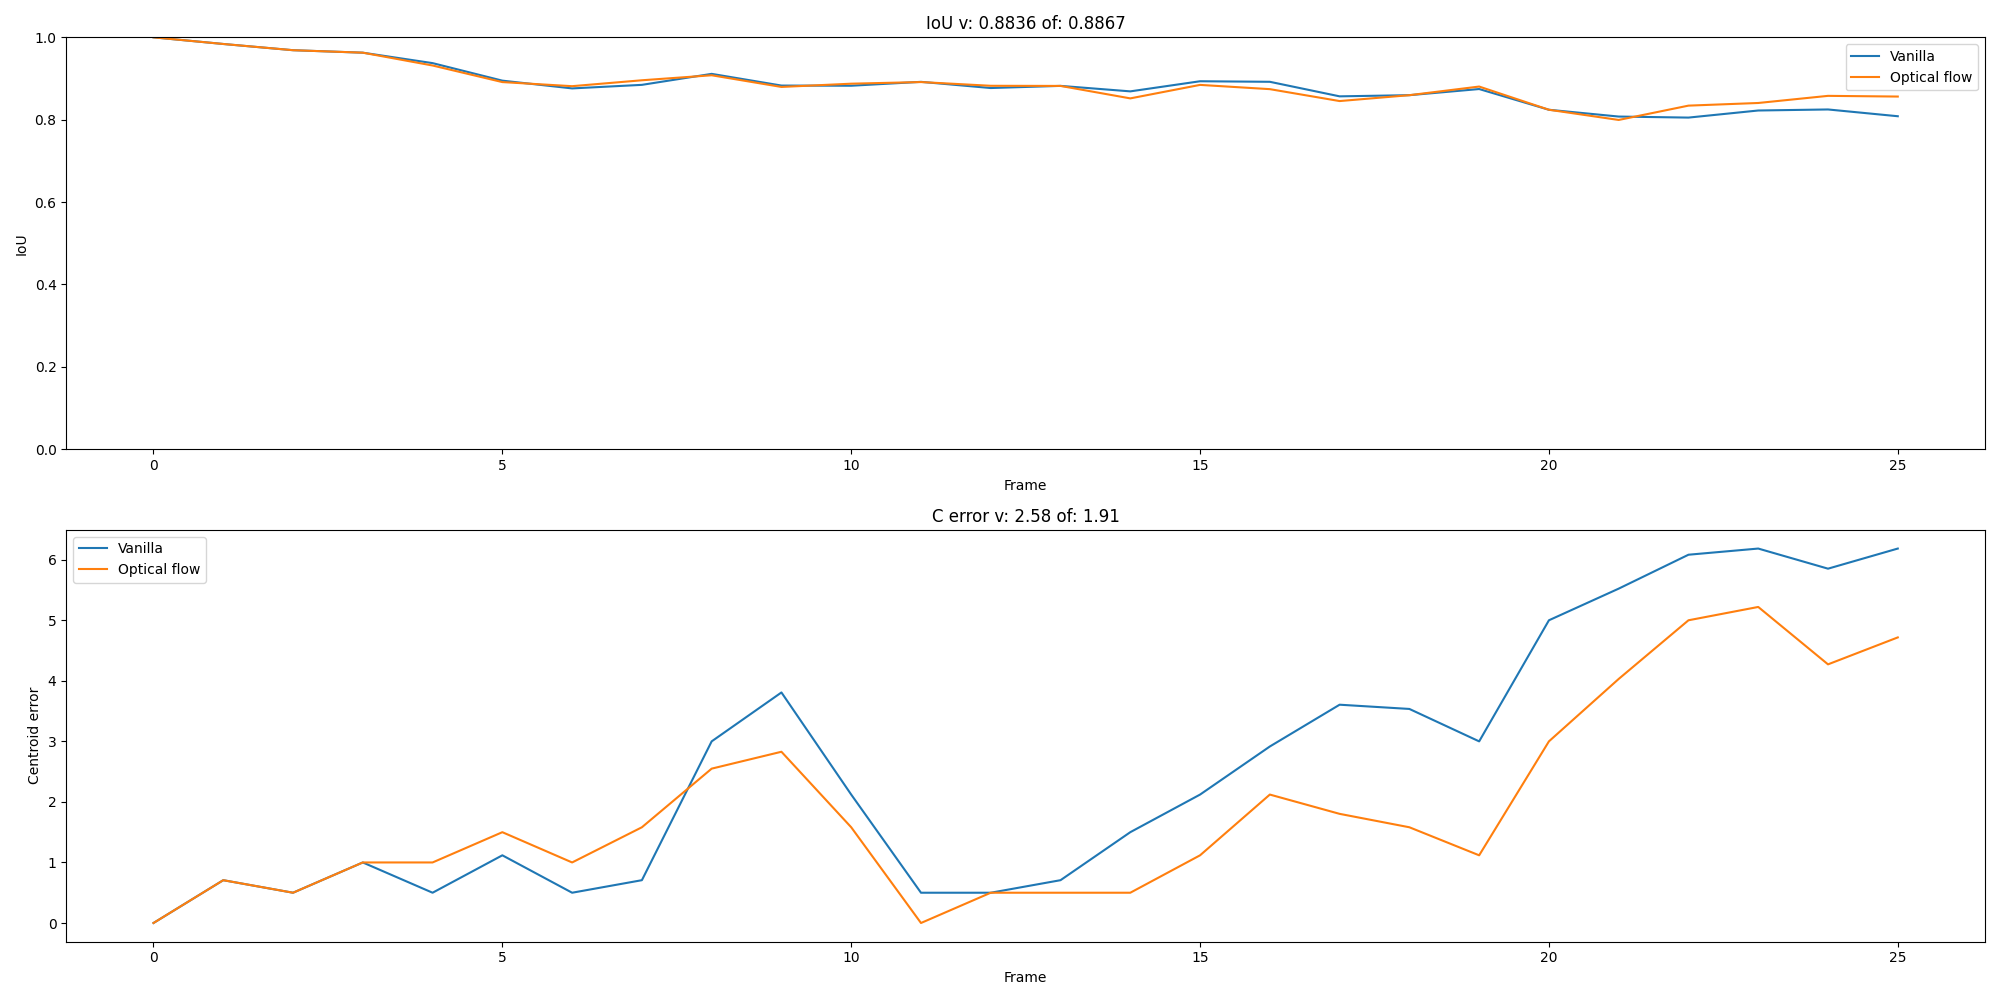 IoU v: 0.8836 of: 0.8867
1.0
0.8
0.6
0.4
0.2
0.0
IoU
Vanilla
Optical flow
0 5 10 15 20 25
Frame
C error v: 2.58 of: 1.91
6
5
4
3
2
1
0
Centroid error
Vanilla
Optical flow
0 5 10 15 20 25
Frame